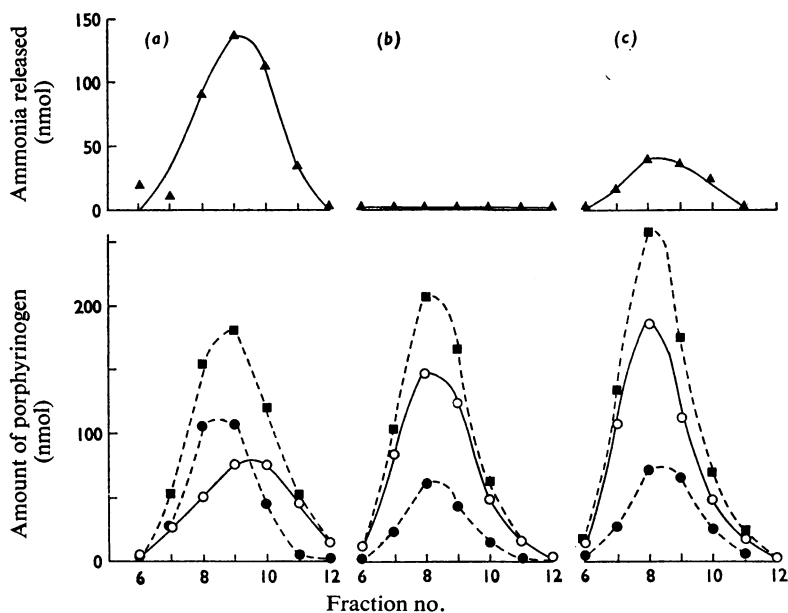 Ammonia released
(nmol)
150
100
50
0
(a)
(b)
(c)
Amount of porphyrinogen
(nmol)
200
100
0
6 8 10 12 6 8 10 12 6 8 10 12
Fraction no.